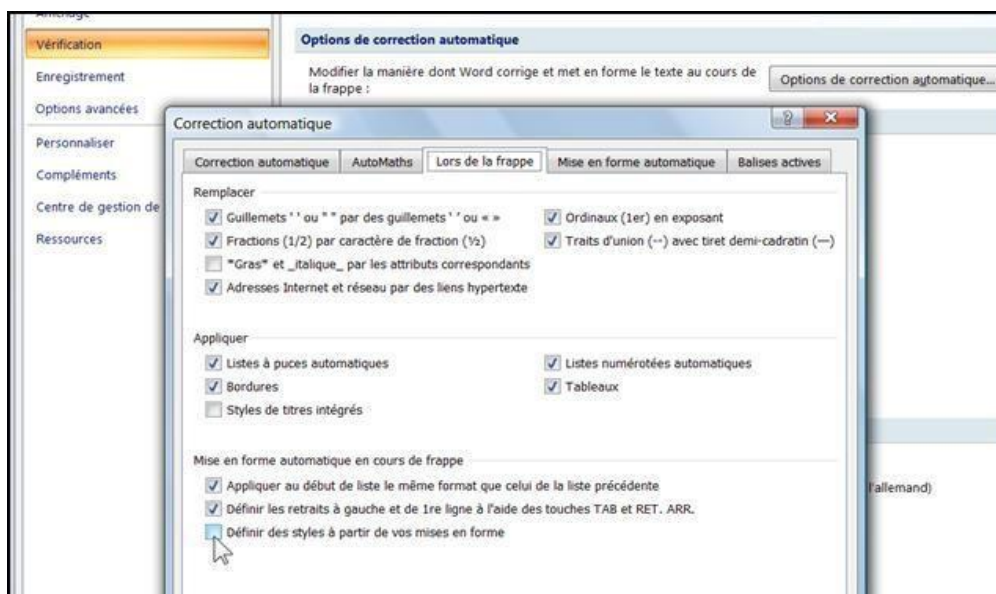 Affichage
Vérification
Enregistrement
Options avancées
Personnaliser
Compléments
Centre de gestion de
Ressources
Options de correction automatique
Modifier la manière dont Word corrige et met en forme le texte au cours de
la frappe :
Options de correction automatique...
Correction automatique
?
Correction automatique
AutoMaths
Lors de la frappe
Mise en forme automatique
Balises actives
Remplacer
Guillemets ' ' ou " " par des guillemets ' ' ou « »
Ordinaux (1er) en exposant
Fractions (1/2) par caractère de fraction (½)
Traits d'union (--) avec tiret demi-cadratin (—)
*Gras* et _italique_ par les attributs correspondants
Adresses Internet et réseau par des liens hypertexte
Appliquer
Listes à puces automatiques
Listes numérotées automatiques
Bordures
Tableaux
Styles de titres intégrés
Mise en forme automatique en cours de frappe
Appliquer au début de liste le même format que celui de la liste précédente
Définir les retraits à gauche et de 1re ligne à l'aide des touches TAB et RET. ARR.
Définir des styles à partir de vos mises en forme
l'allemand)